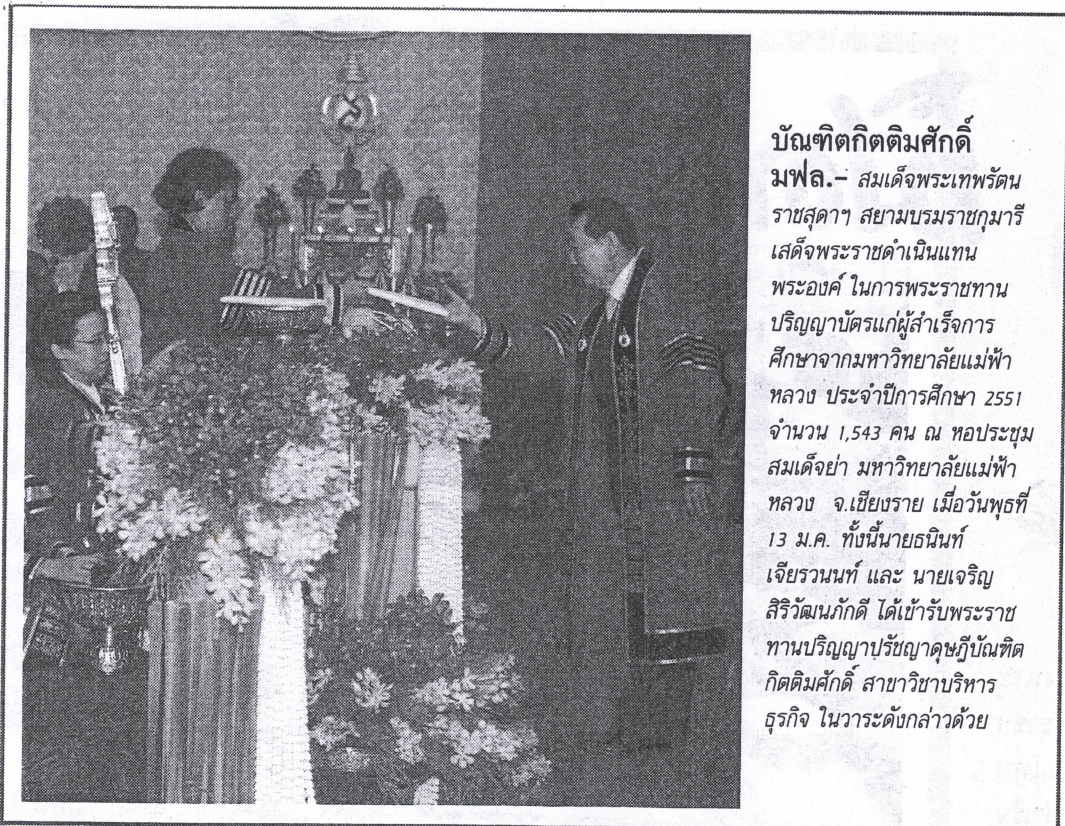 บัณฑิตกิตติมศักดิ์
มฟล.– สมเด็จพระเทพรัตน
ราชสุดาฯ สยามบรมราชกุมารี
เสด็จพระราชดำเนินแทน
พระองค์ ในการพระราชทาน
ปริญญาบัตรแก่ผู้สำเร็จการ
ศึกษาจากมหาวิทยาลัยแม่ฟ้า
หลวง ประจำปีการศึกษา 2551
จำนวน 1,543 คน ณ หอประชุม
สมเด็จย่า มหาวิทยาลัยแม่ฟ้า
หลวง จ.เชียงราย เมื่อวันพุธที่
13 ม.ค. ทั้งนี้นายธนินท์
เจียรวนนท์ และ นายเจริญ
สิริวัฒนภักดี ได้เข้ารับพระราช
ทานปริญญาปรัชญาดุษฎีบัณฑิต
กิตติมศักดิ์ สาขาวิชาบริหาร
ธุรกิจ ในวาระดังกล่าวด้วย